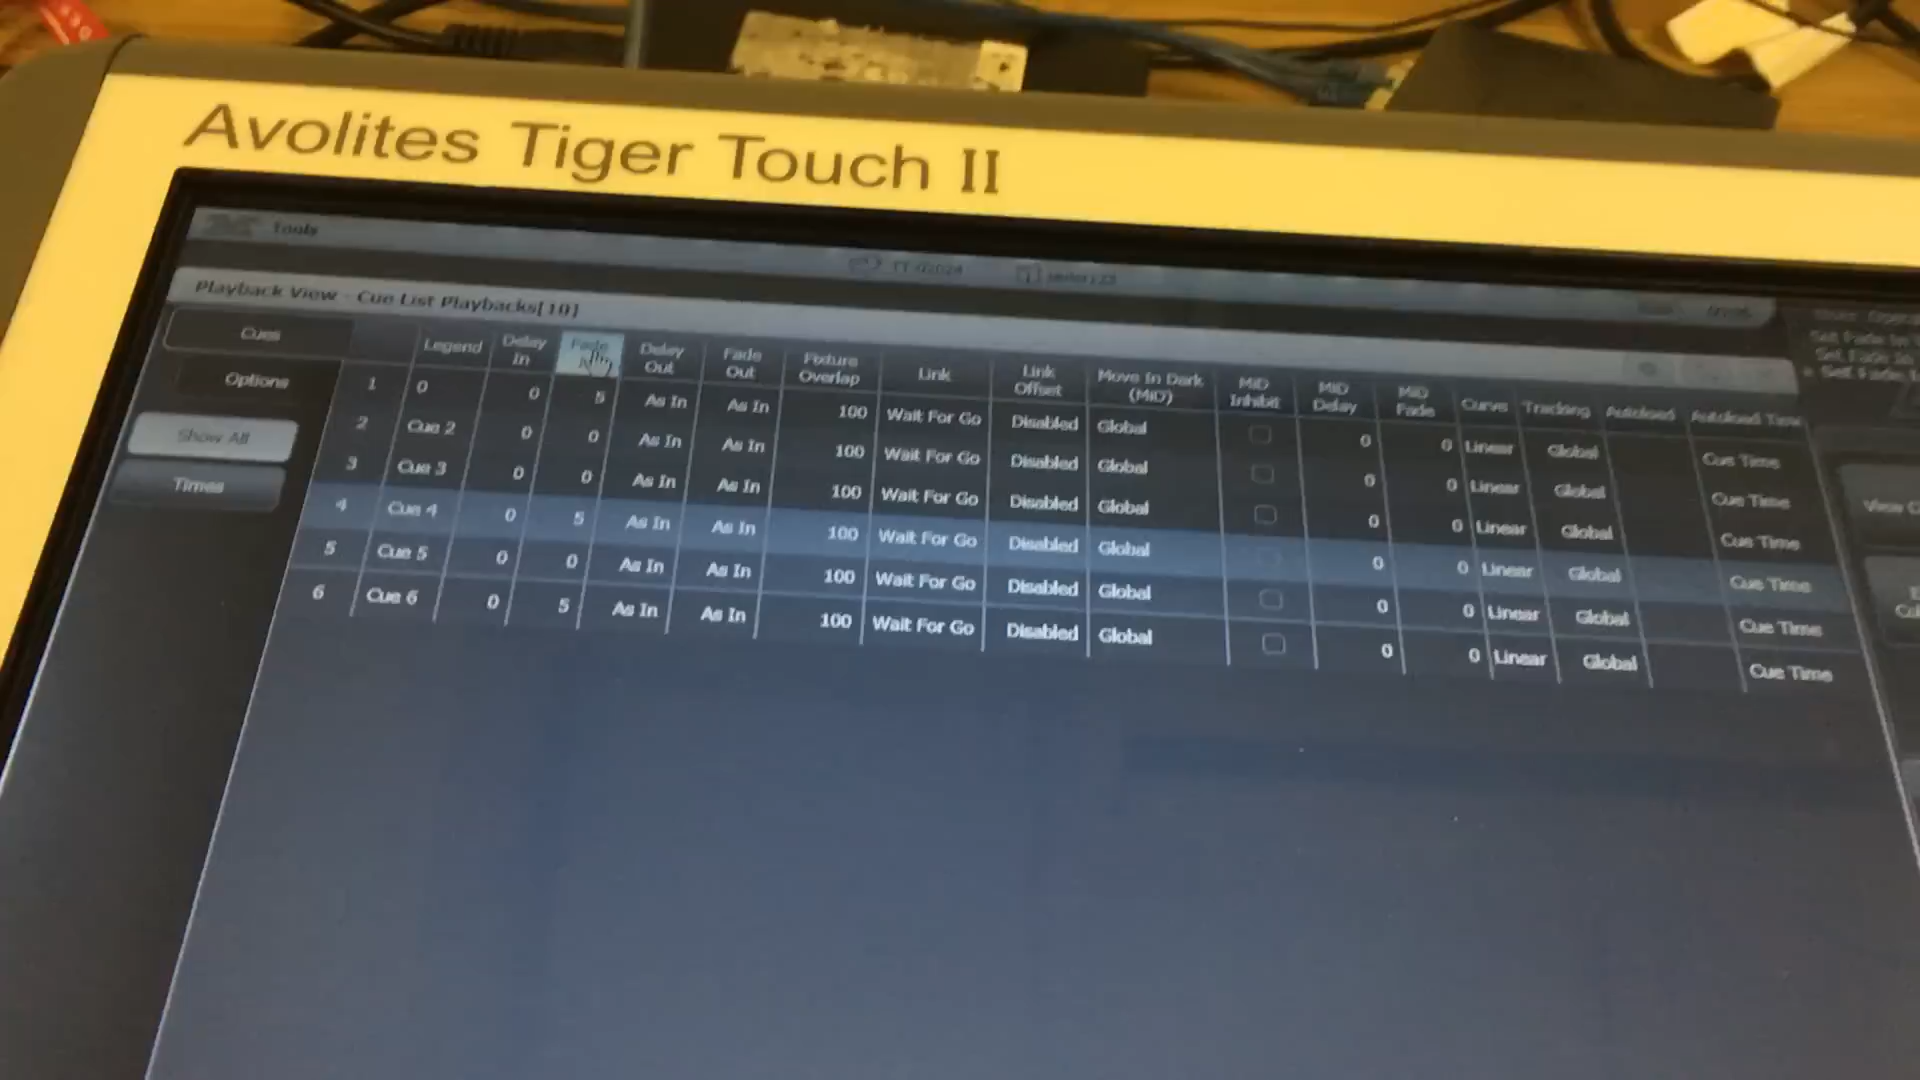 Avolites Tiger Touch II
Tools
Playback View - Cue List Playbacks[10]
Cues
Options
Show All
Times
Legend Delay In Fade In Delay Out Fade Out Fixture Overlap Link Link Offset Move In Dark (MiD) MiD Inhibit MiD Delay MiD Fade Curve Tracking Autoload Autoload Time
1 0 0 5 As In As In 100 Wait For Go Disabled Global 0 0 Linear Global Cue Time
2 Cue 2 0 0 As In As In 100 Wait For Go Disabled Global 0 0 Linear Global Cue Time
3 Cue 3 0 0 As In As In 100 Wait For Go Disabled Global 0 0 Linear Global Cue Time
4 Cue 4 0 5 As In As In 100 Wait For Go Disabled Global 0 0 Linear Global Cue Time
5 Cue 5 0 0 As In As In 100 Wait For Go Disabled Global 0 0 Linear Global Cue Time
6 Cue 6 0 5 As In As In 100 Wait For Go Disabled Global 0 0 Linear Global Cue Time
View